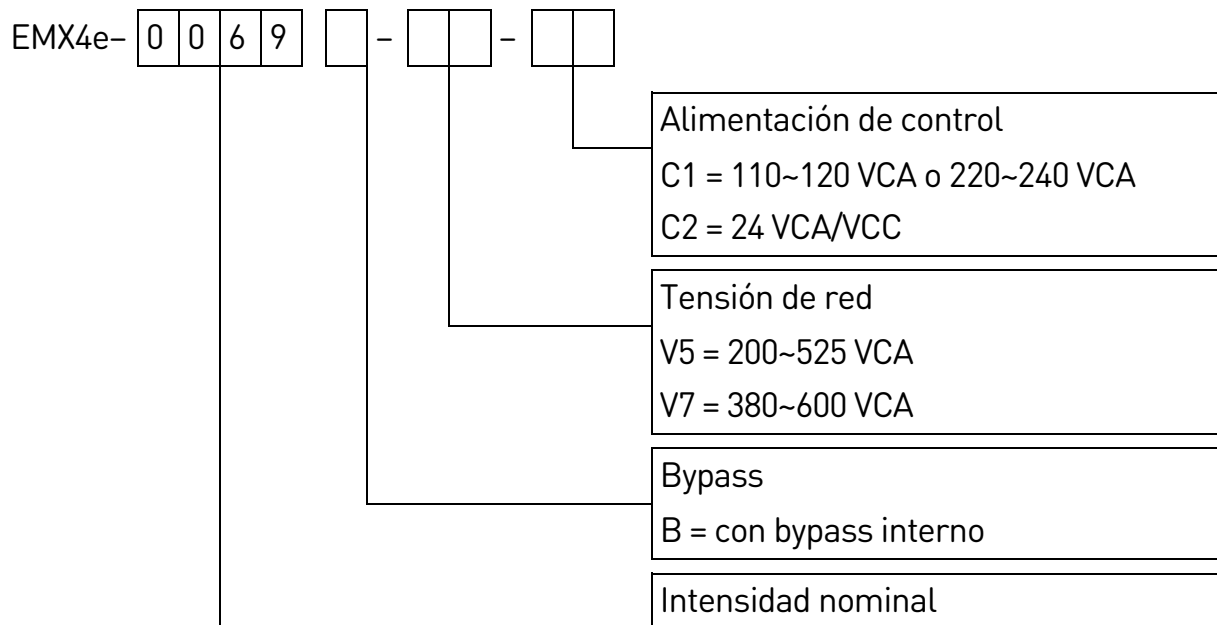 EMX4e– 0 0 6 9 – –
Alimentación de control
C1 = 110~120 VCA o 220~240 VCA
C2 = 24 VCA/VCC
Tensión de red
V5 = 200~525 VCA
V7 = 380~600 VCA
Bypass
B = con bypass interno
Intensidad nominal